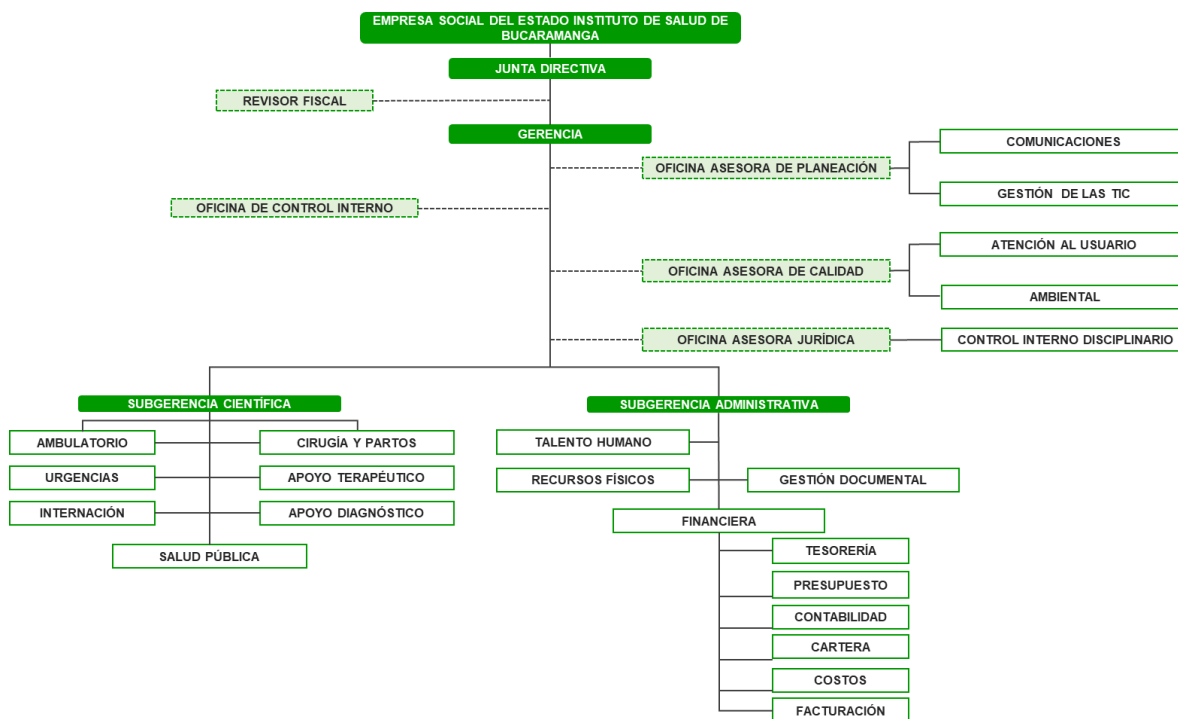 EMPRESA SOCIAL DEL ESTADO INSTITUTO DE SALUD DE
BUCARAMANGA
JUNTA DIRECTIVA
REVISOR FISCAL
GERENCIA
COMUNICACIONES
OFICINA ASESORA DE PLANEACIÓN
GESTIÓN DE LAS TIC
OFICINA DE CONTROL INTERNO
ATENCIÓN AL USUARIO
OFICINA ASESORA DE CALIDAD
AMBIENTAL
OFICINA ASESORA JURÍDICA
CONTROL INTERNO DISCIPLINARIO
SUBGERENCIA CIENTÍFICA
AMBULATORIO
CIRUGÍA Y PARTOS
URGENCIAS
APOYO TERAPÉUTICO
INTERNACIÓN
APOYO DIAGNÓSTICO
SALUD PÚBLICA
SUBGERENCIA ADMINISTRATIVA
TALENTO HUMANO
RECURSOS FÍSICOS
GESTIÓN DOCUMENTAL
FINANCIERA
TESORERÍA
PRESUPUESTO
CONTABILIDAD
CARTERA
COSTOS
FACTURACIÓN